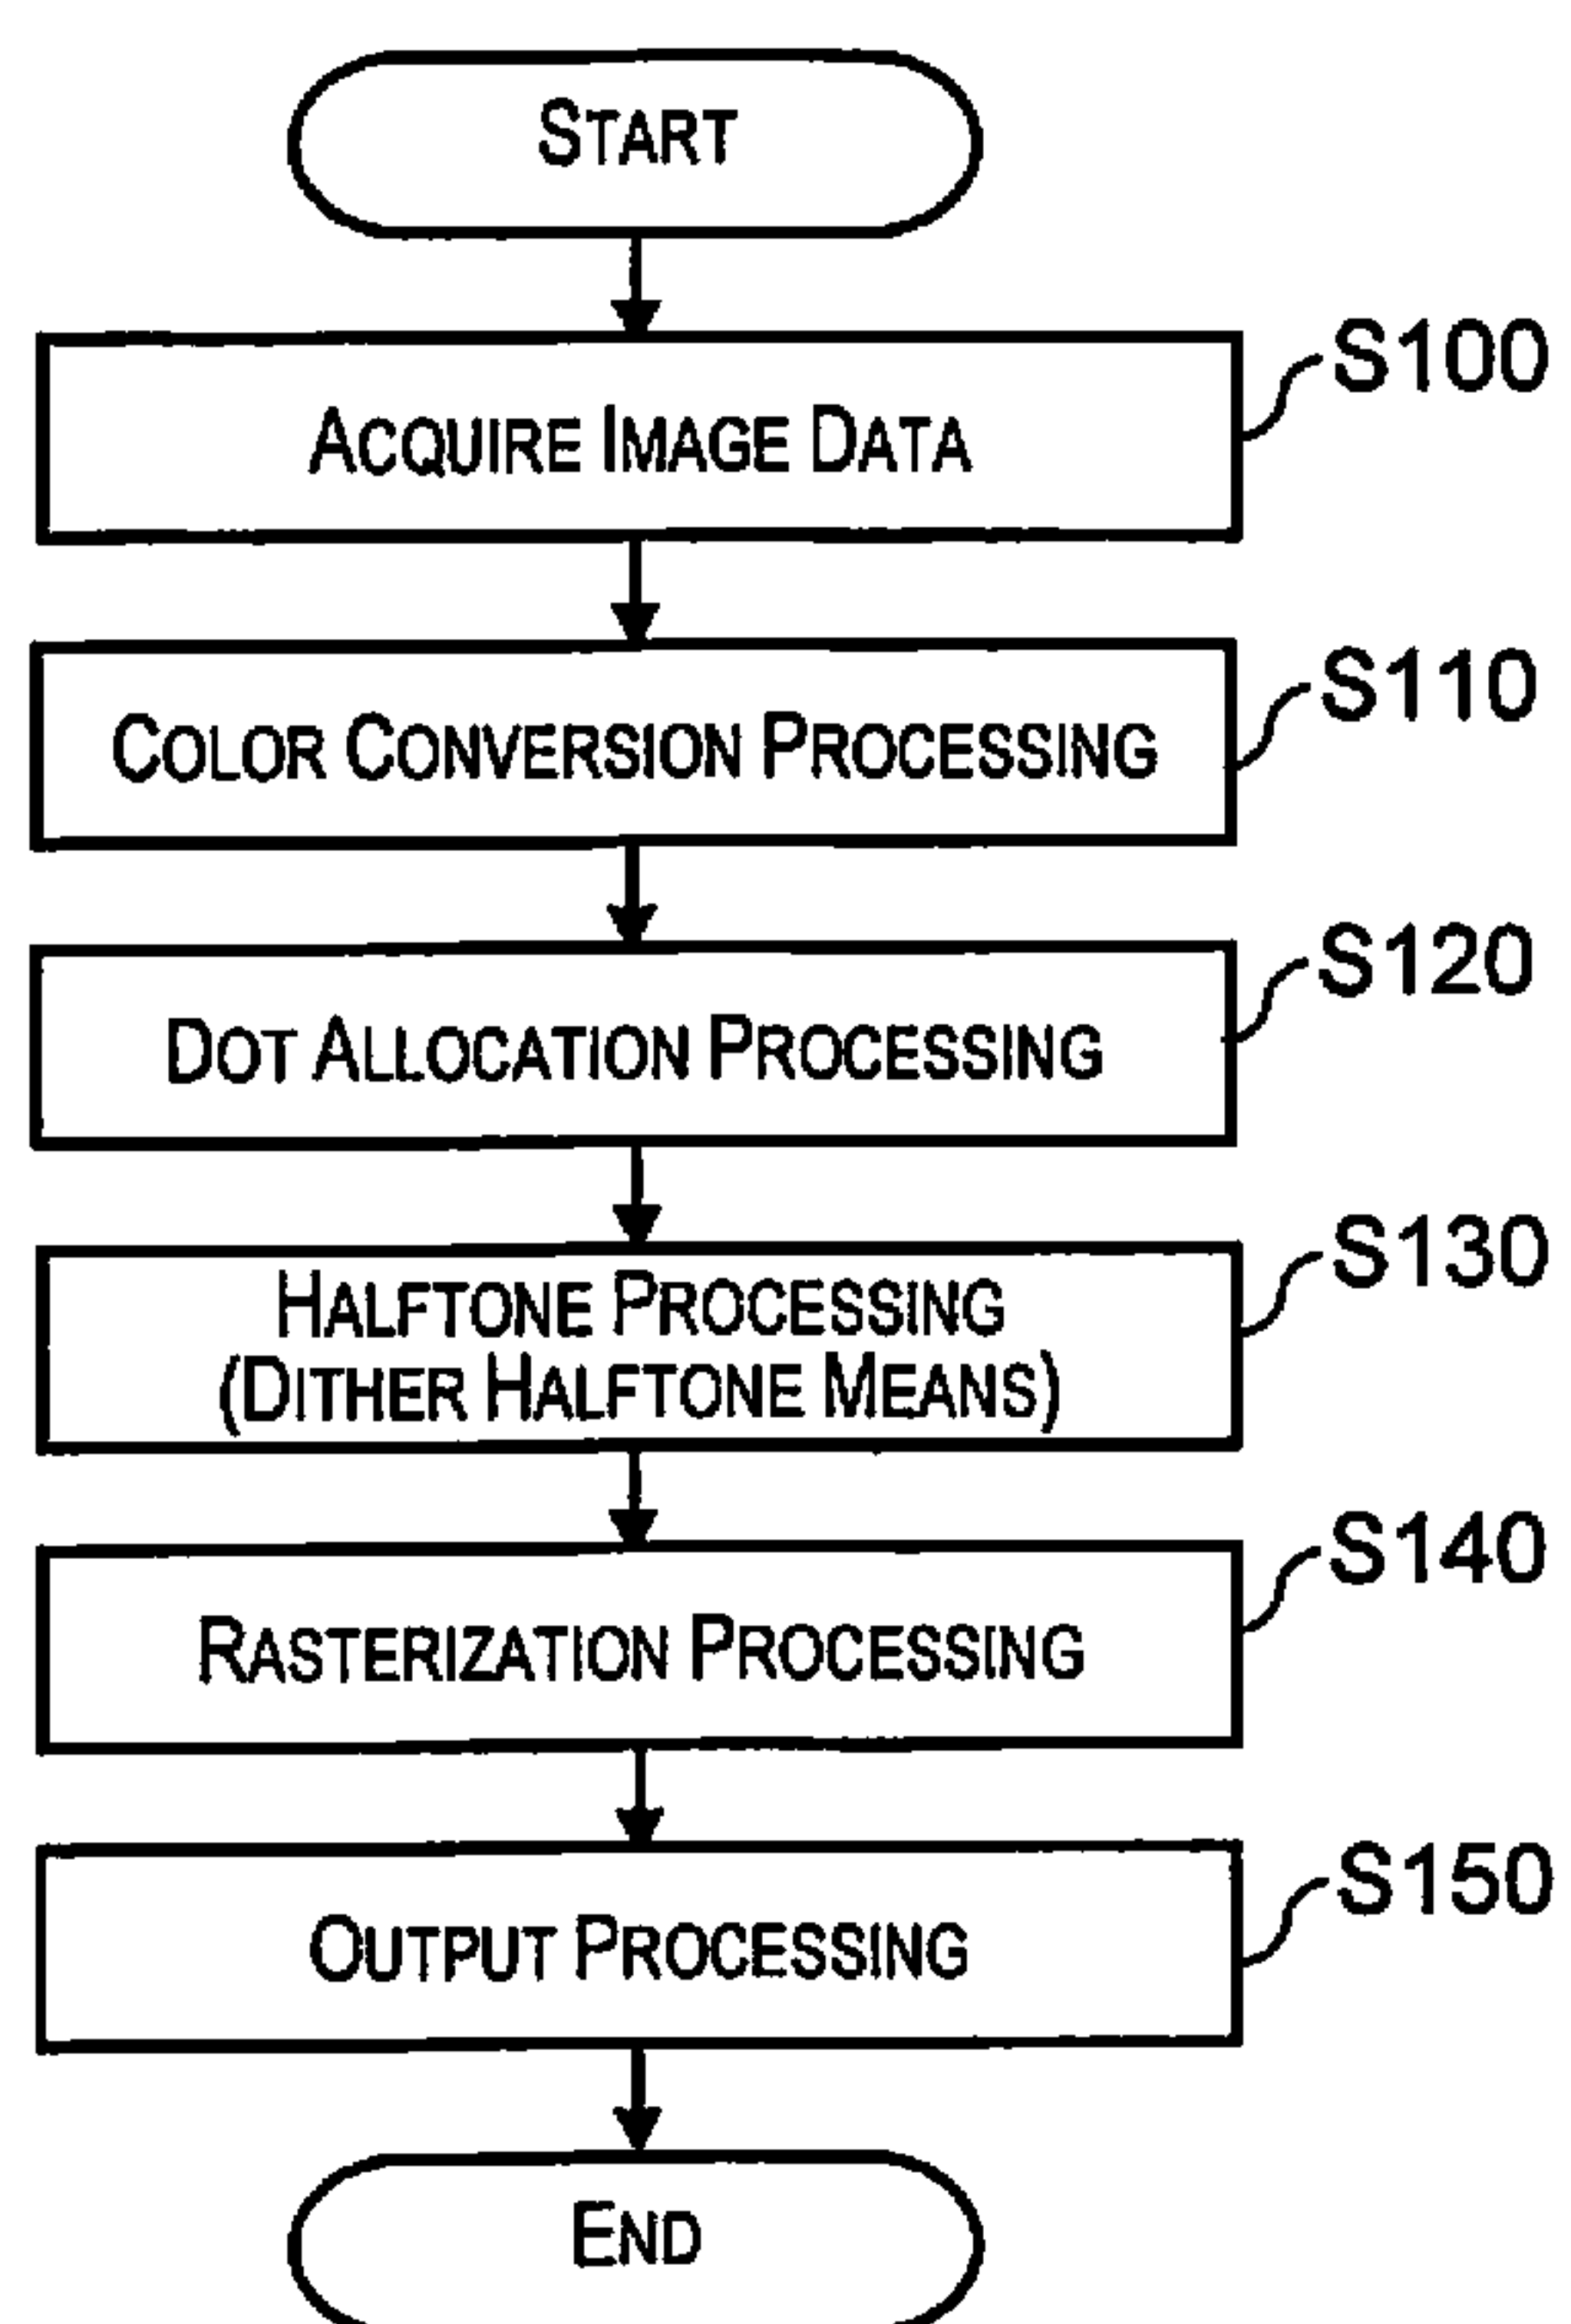 START
ACQUIRE IMAGE DATA
S100
COLOR CONVERSION PROCESSING
S110
DOT ALLOCATION PROCESSING
S120
HALFTONE PROCESSING
(DITHER HALFTONE MEANS)
S130
RASTERIZATION PROCESSING
S140
OUTPUT PROCESSING
S150
END